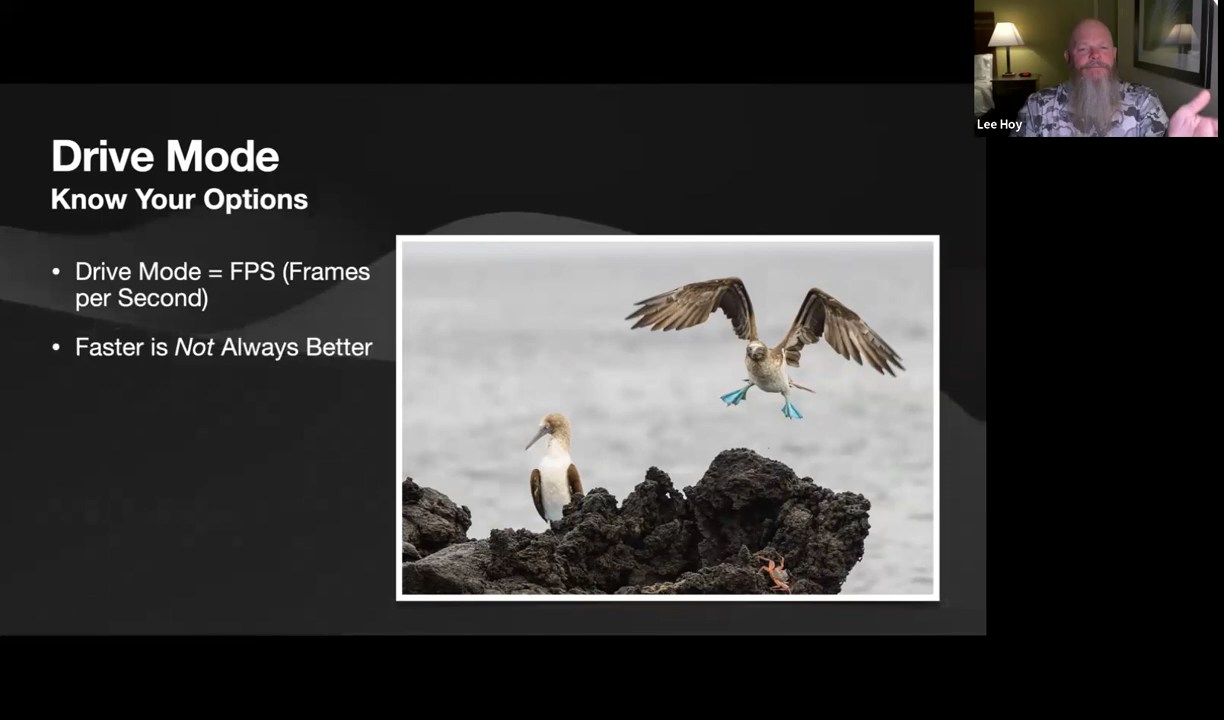 Drive Mode
Know Your Options
• Drive Mode = FPS (Frames
per Second)
• Faster is Not Always Better
Lee Hoy